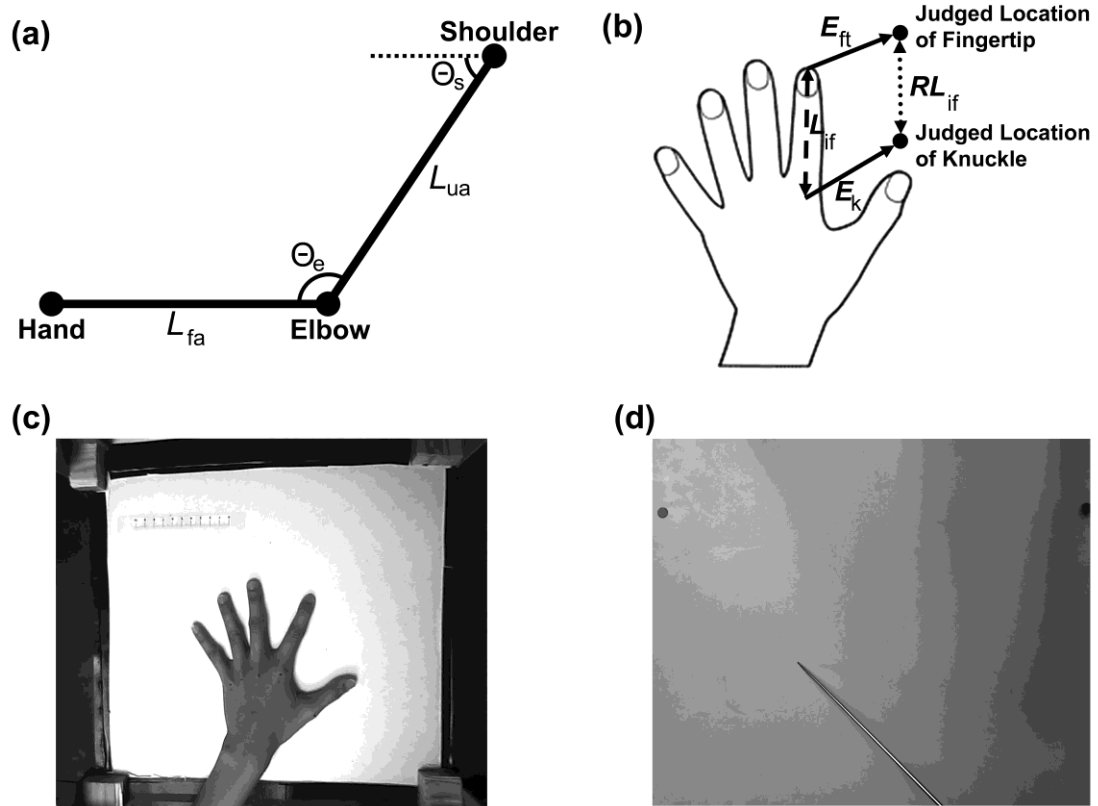 (a)
Shoulder
Θs
Lua
Θe
Hand
Lfa
Elbow
(b)
Eft
Judged Location
of Fingertip
Lif
RLif
Judged Location
of Knuckle
Ek
(c)
(d)